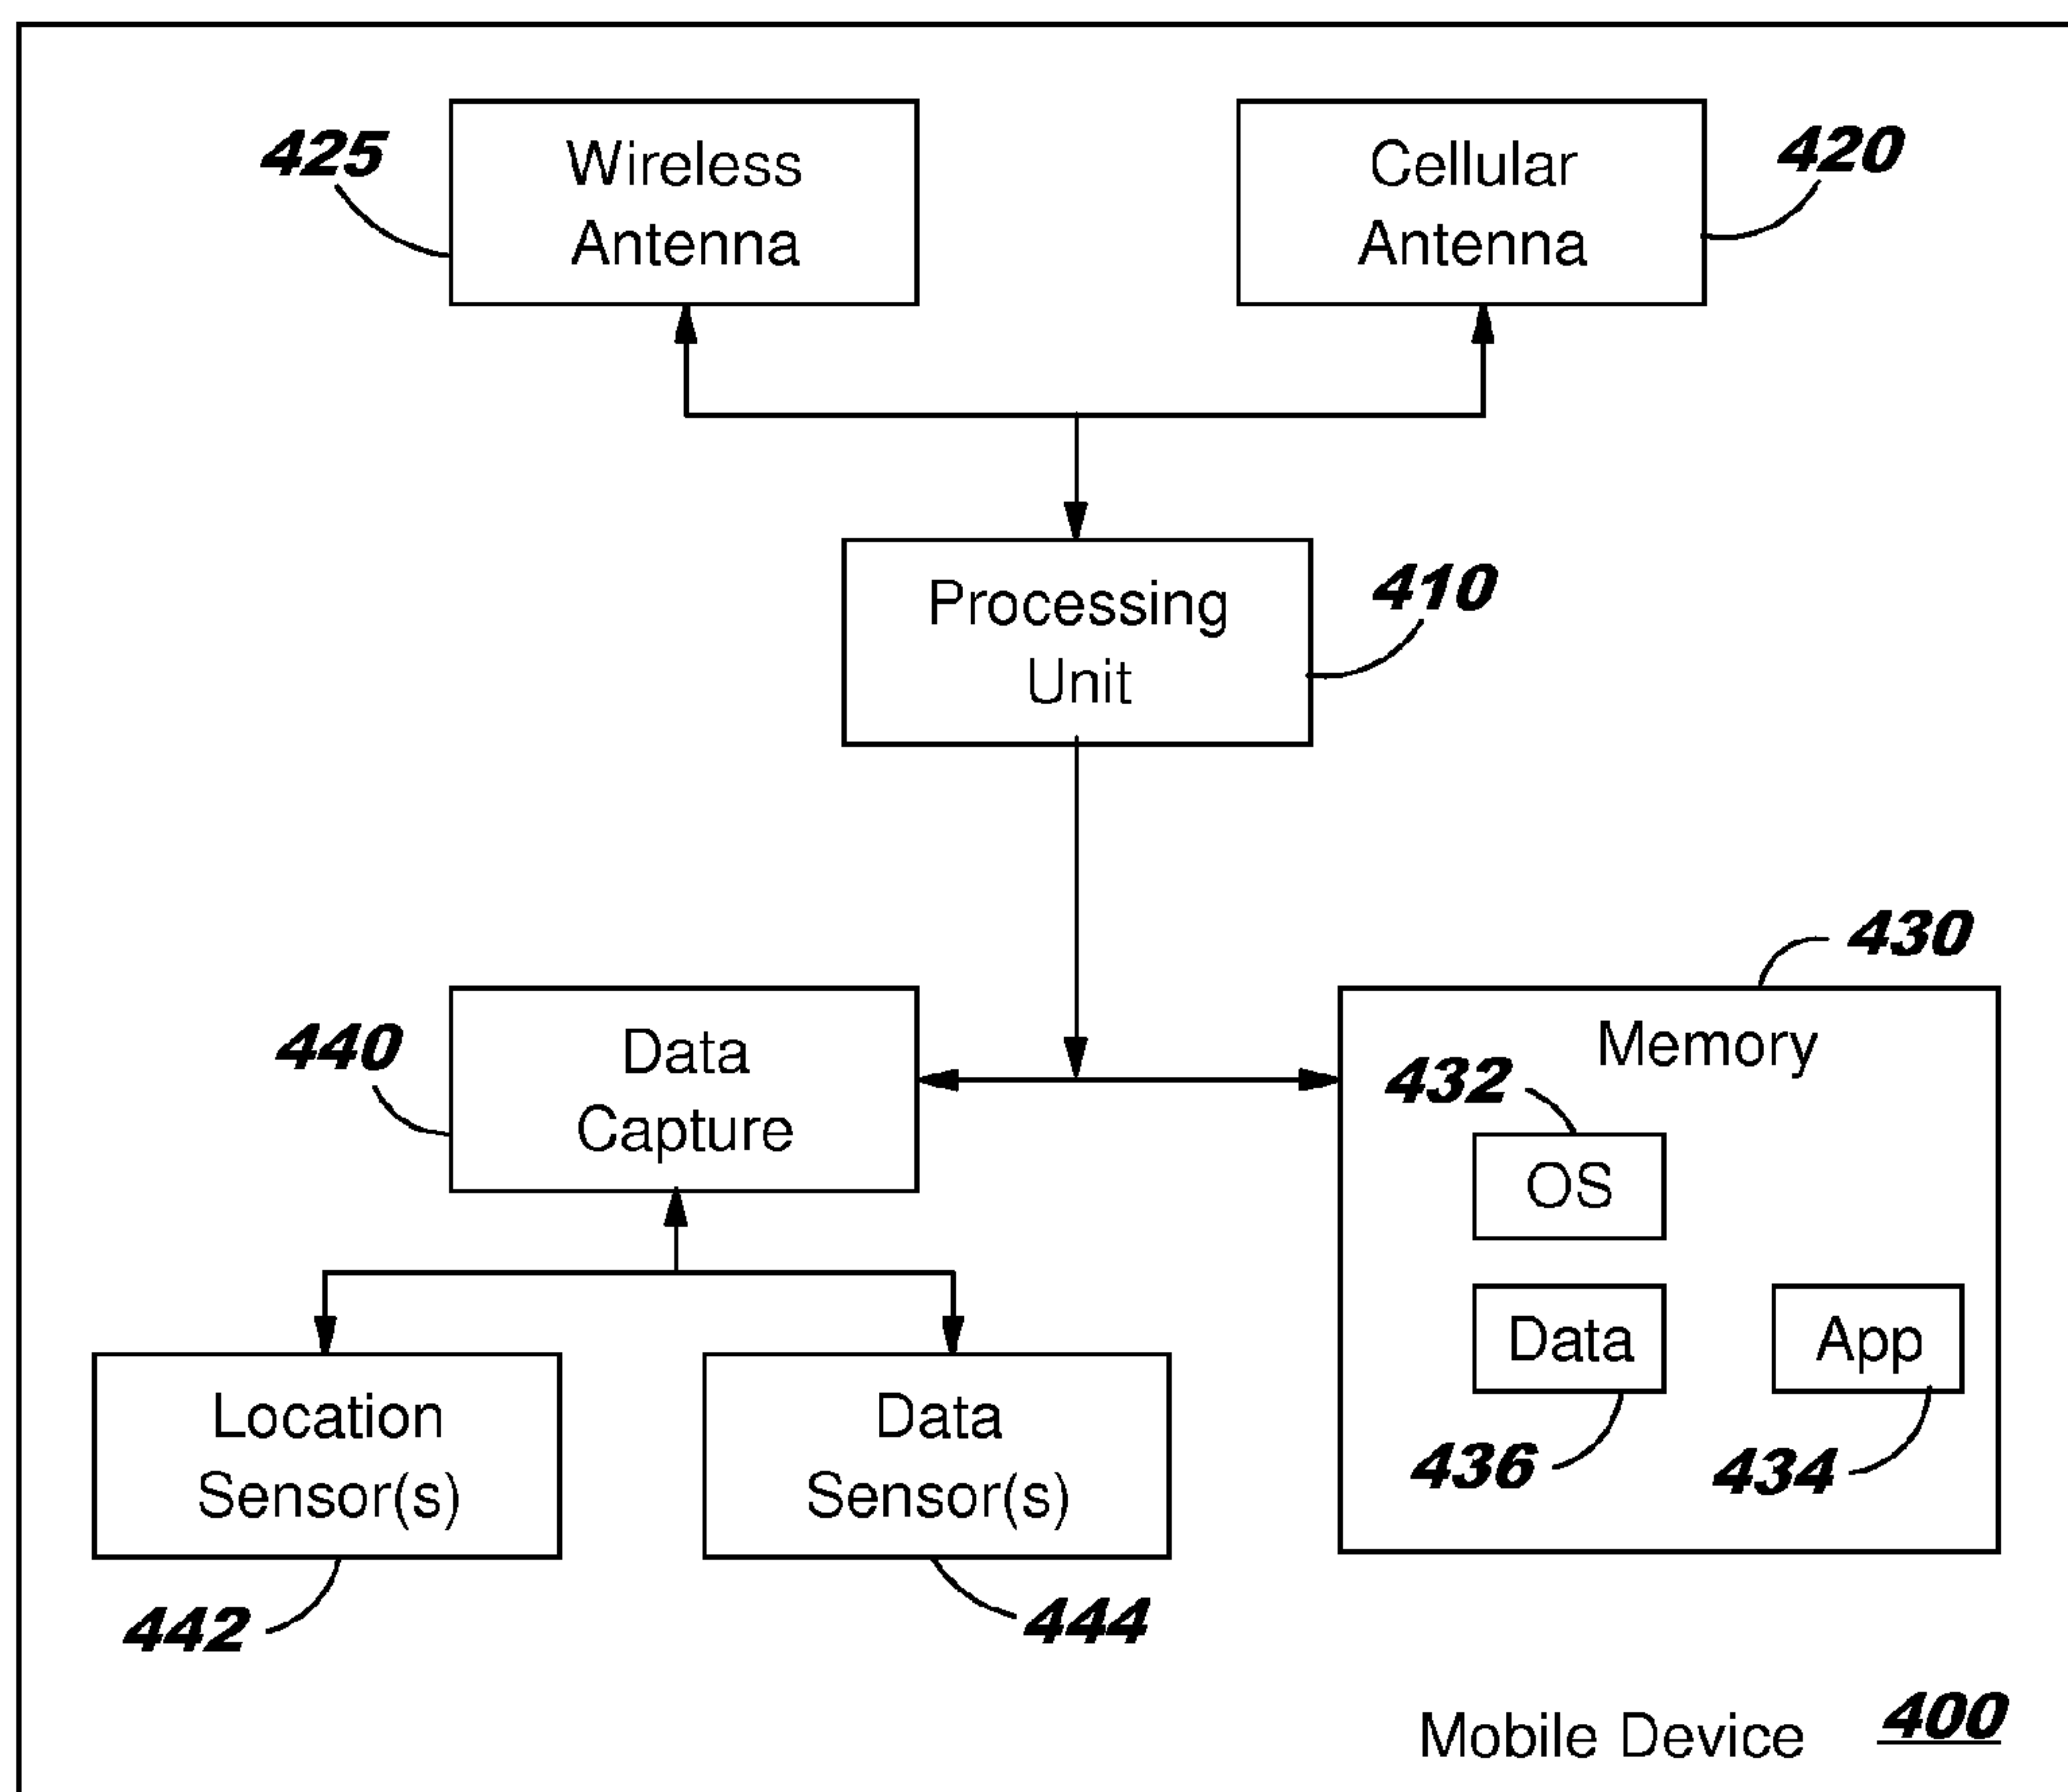 425
Wireless
Antenna
Cellular
Antenna
420
Processing
Unit
410
430
440
Data
Capture
Memory
432
OS
Data
App
436
434
Location
Sensor(s)
Data
Sensor(s)
442
444
Mobile Device 400